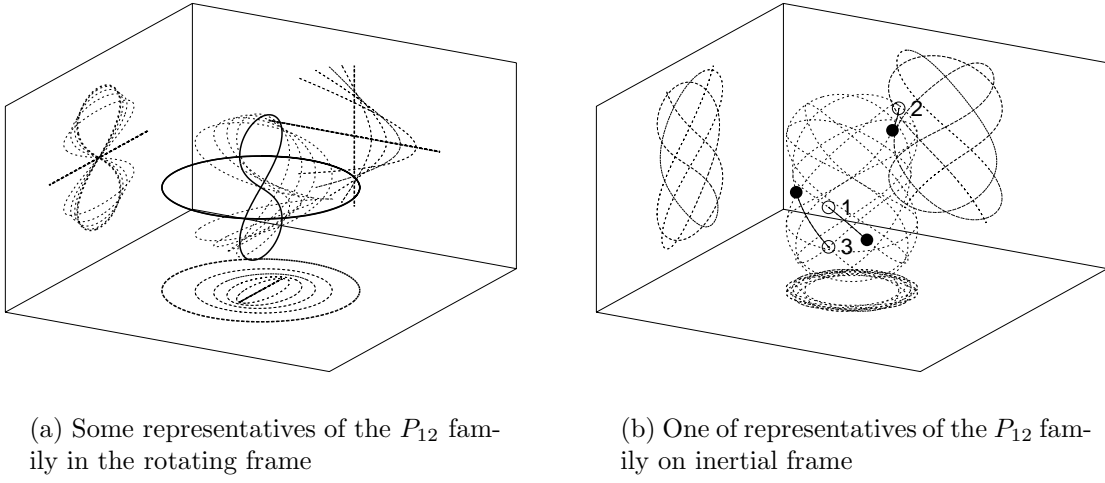 2
1
3
(a) Some representatives of the P₁₂ fam-
ily in the rotating frame
(b) One of representatives of the P₁₂ fam-
ily on inertial frame